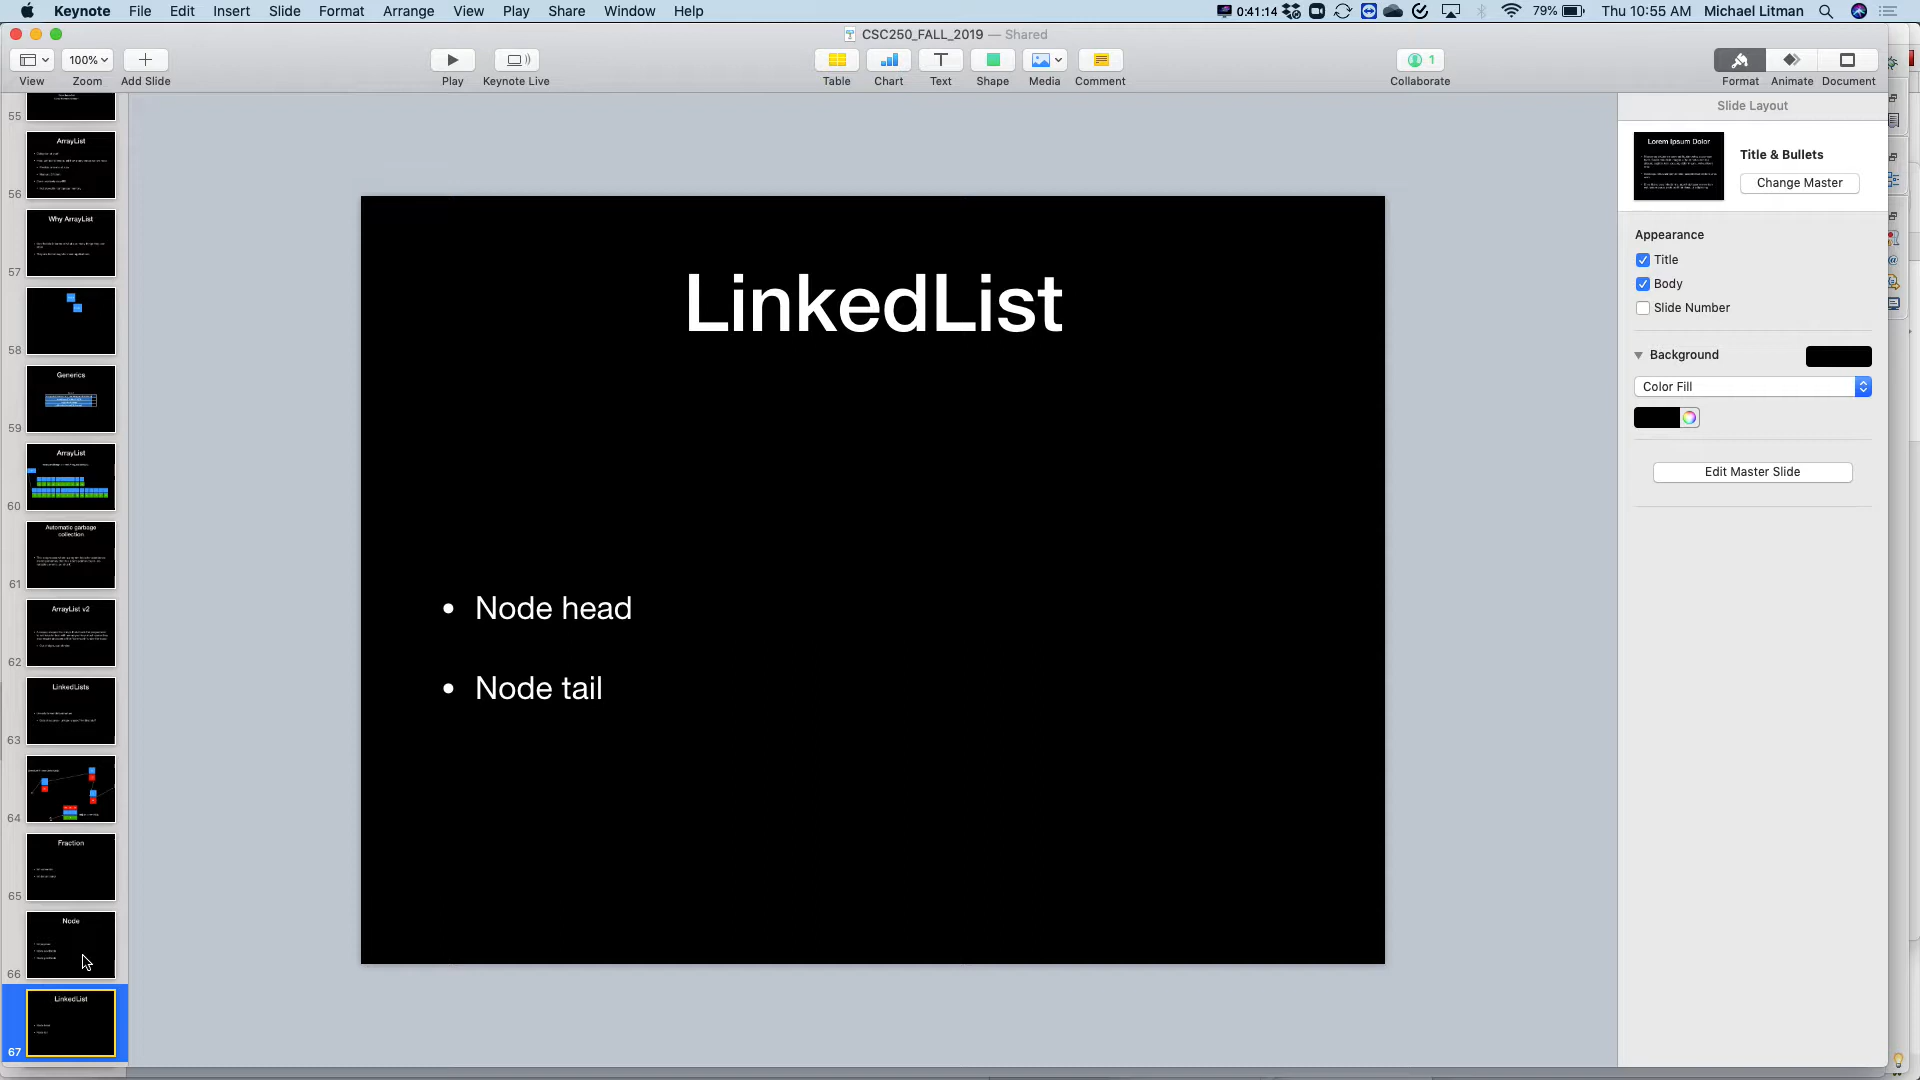 Keynote File Edit Insert Slide Format Arrange View Play Share Window Help 0:41:14 79% Thu 10:55 AM Michael Litman
CSC250_FALL_2019 — Shared
100%
View Zoom Add Slide Play Keynote Live Table Chart Text Shape Media Comment 1 Collaborate Format Animate Document
Slide Layout
Lorem Ipsum Dolor
Title & Bullets
Change Master
Appearance
Title
Body
Slide Number
Background
Color Fill
Edit Master Slide
55
ArrayList
56
Why ArrayList
57
58
Generics
59
ArrayList
60
Automatic garbage
collection
61
ArrayList v2
62
LinkedLists
63
64
Fraction
65
Node
66
LinkedList
67
LinkedList
• Node head
• Node tail